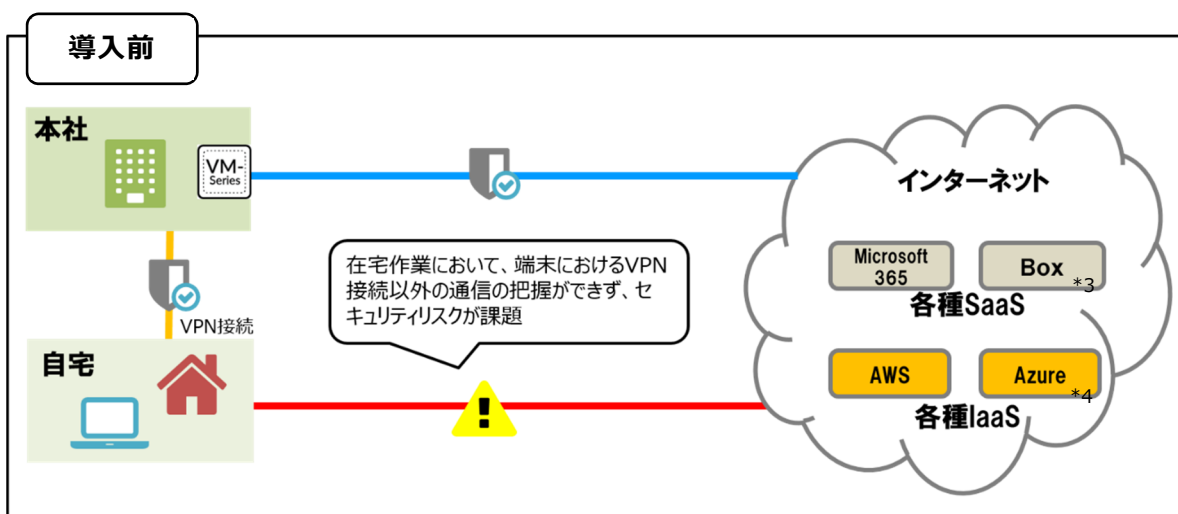 導入前
本社
VM-
Series
インターネット
在宅作業において、端末におけるVPN
接続以外の通信の把握ができず、セ
キュリティリスクが課題
Microsoft
365
Box
*3
各種SaaS
VPN接続
自宅
AWS
Azure
*4
各種IaaS